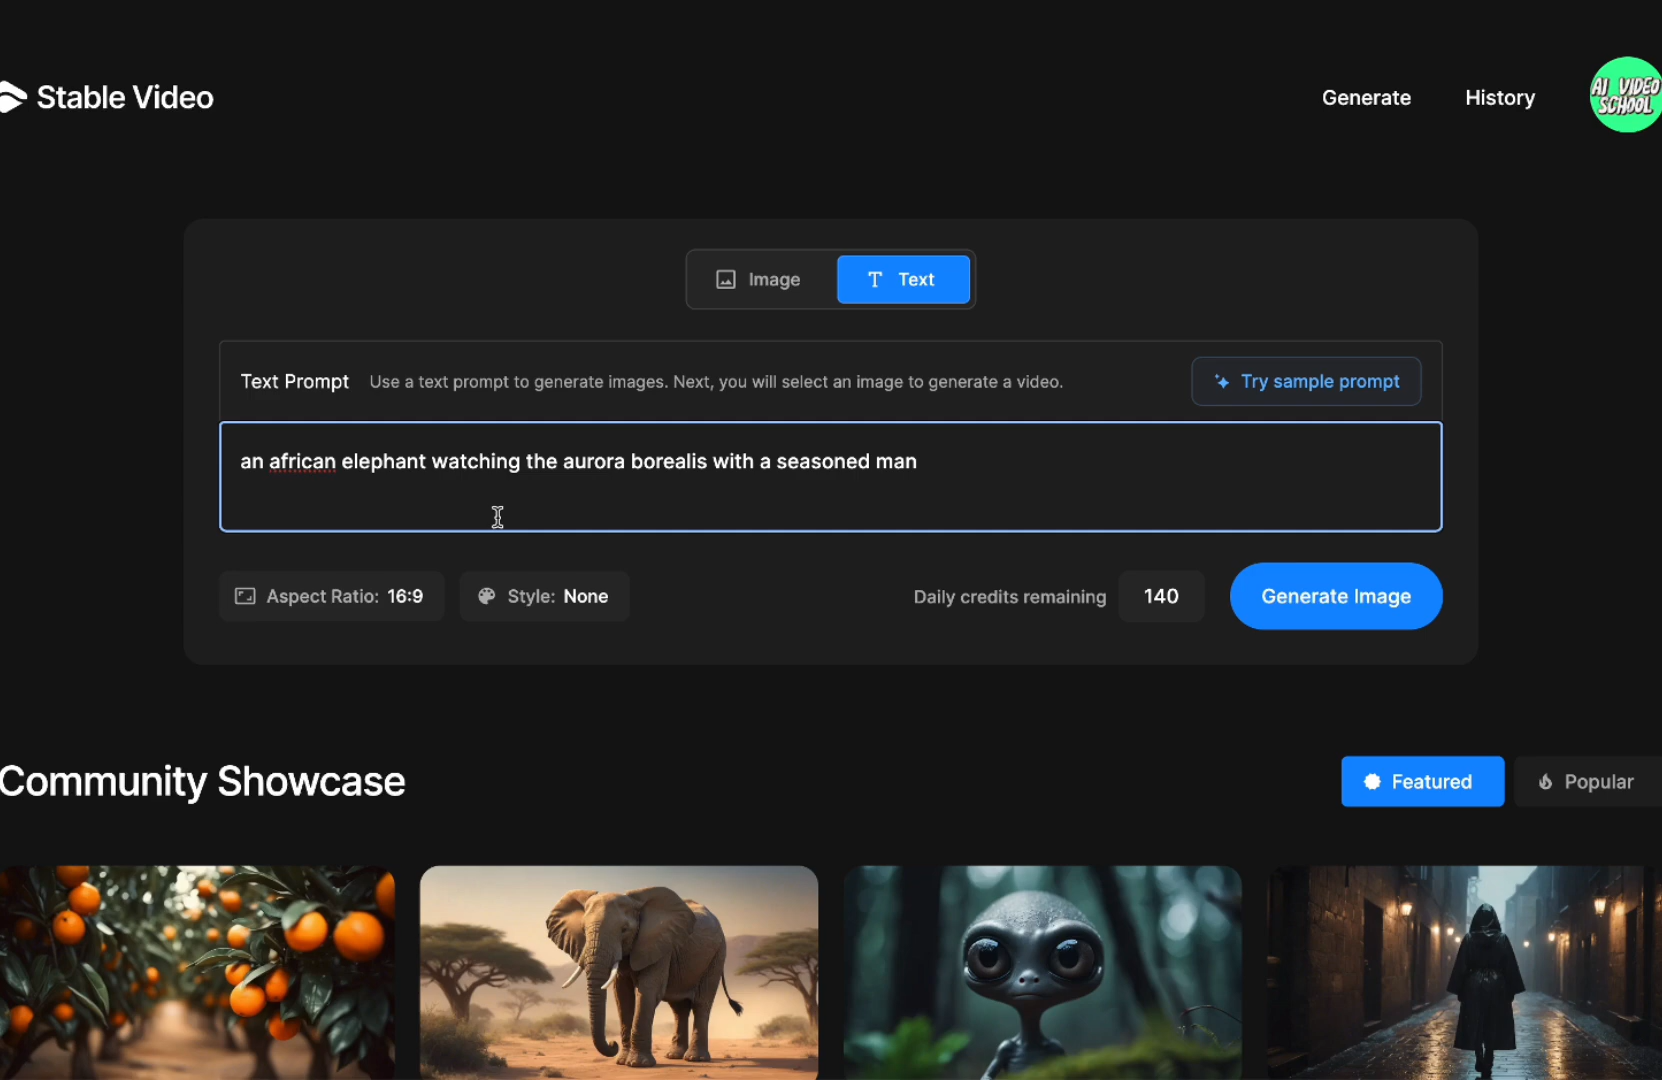 Stable Video
Generate
History
AI VIDEO
SCHOOL
Image
Text
Text Prompt
Use a text prompt to generate images. Next, you will select an image to generate a video.
Try sample prompt
an african elephant watching the aurora borealis with a seasoned man
Aspect Ratio: 16:9
Style: None
Daily credits remaining
140
Generate Image
Community Showcase
Featured
Popular